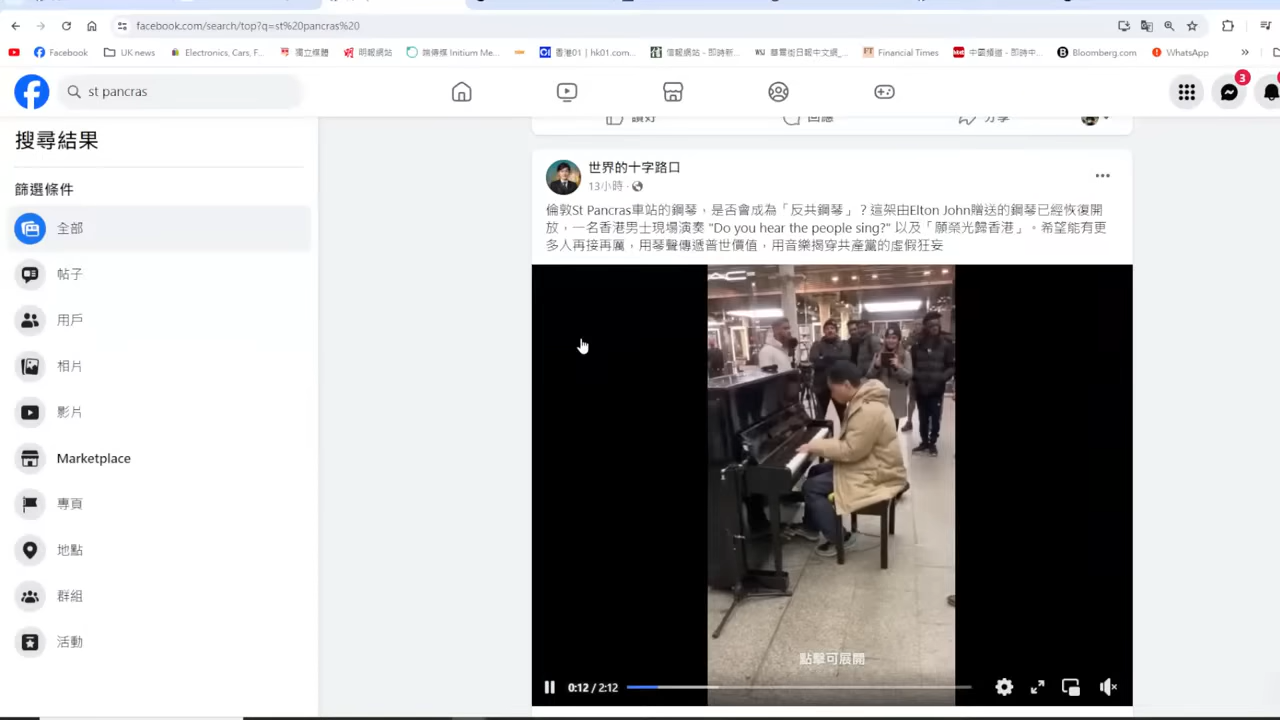 facebook.com/search/top?q=st%20pancras%20
Facebook
UK news
Electronics, Cars, F...
獨立媒體
明報網站
端傳媒 Initium Me...
香港01 | hk01.com...
信報網站 - 即時新...
華爾街日報中文網_...
Financial Times
中國頻道 - 即時中...
Bloomberg.com
WhatsApp
st pancras
3
搜尋結果
篩選條件
全部
帖子
用戶
相片
影片
Marketplace
專頁
地點
群組
活動
讚好
回應
分享
世界的十字路口
13小時
倫敦St Pancras車站的鋼琴，是否會成為「反共鋼琴」？這架由Elton John贈送的鋼琴已經恢復開
放，一名香港男士現場演奏 "Do you hear the people sing?" 以及「願榮光歸香港」。希望能有更
多人再接再厲，用琴聲傳遞普世價值，用音樂揭穿共產黨的虛假狂妄
點擊可展開
0:12 / 2:12